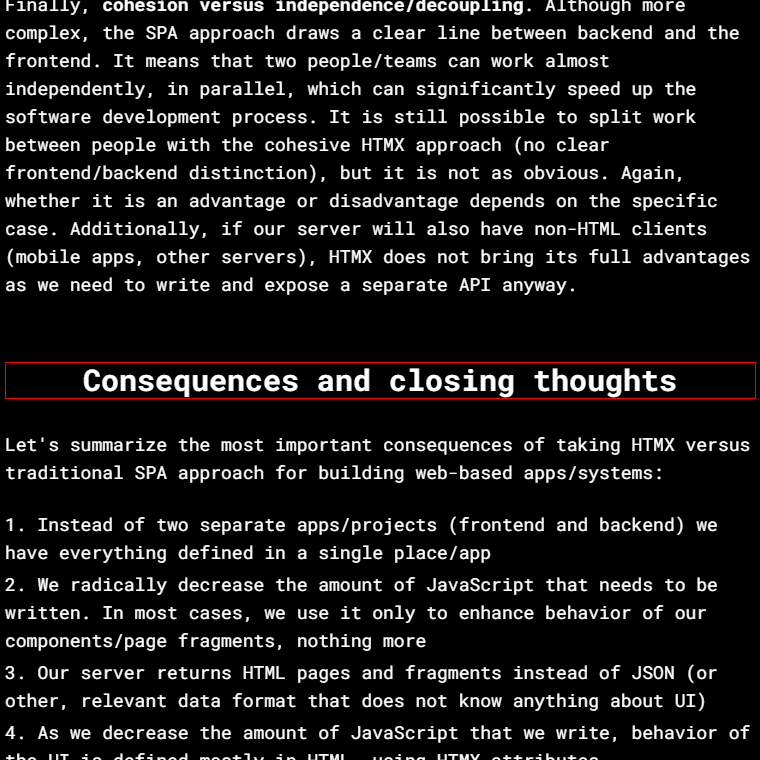 Finally, cohesion versus independence/decoupling. Although more
complex, the SPA approach draws a clear line between backend and the
frontend. It means that two people/teams can work almost
independently, in parallel, which can significantly speed up the
software development process. It is still possible to split work
between people with the cohesive HTMX approach (no clear
frontend/backend distinction), but it is not as obvious. Again,
whether it is an advantage or disadvantage depends on the specific
case. Additionally, if our server will also have non-HTML clients
(mobile apps, other servers), HTMX does not bring its full advantages
as we need to write and expose a separate API anyway.
Consequences and closing thoughts
Let's summarize the most important consequences of taking HTMX versus
traditional SPA approach for building web-based apps/systems:
1. Instead of two separate apps/projects (frontend and backend) we
have everything defined in a single place/app
2. We radically decrease the amount of JavaScript that needs to be
written. In most cases, we use it only to enhance behavior of our
components/page fragments, nothing more
3. Our server returns HTML pages and fragments instead of JSON (or
other, relevant data format that does not know anything about UI)
4. As we decrease the amount of JavaScript that we write, behavior of
the UI is defined mostly in HTML, using HTMX attributes